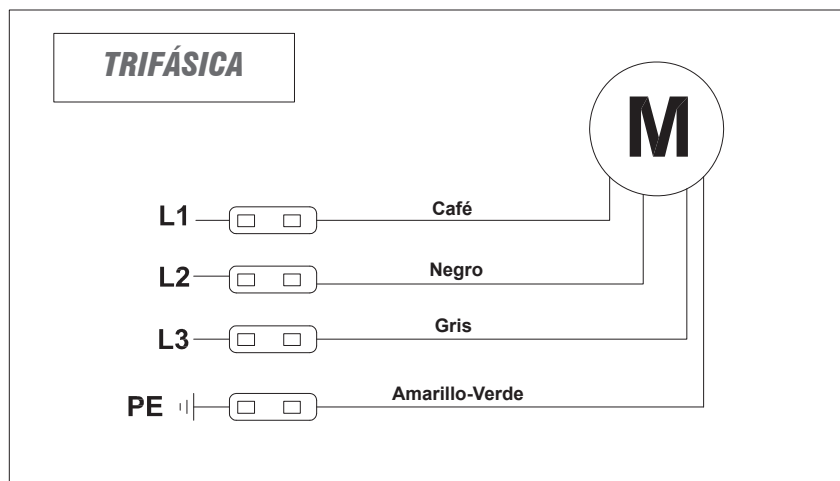 TRIFÁSICA
M
L1 Café
L2 Negro
L3 Gris
PE Amarillo-Verde